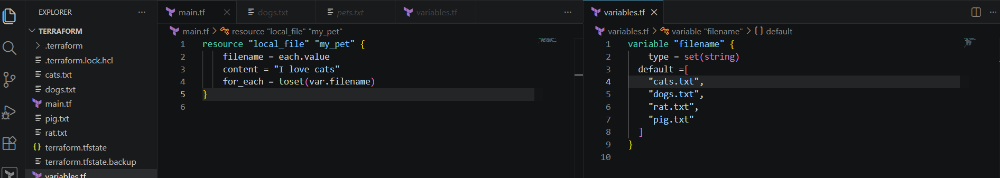 EXPLORER ...
TERRAFORM
.terraform
.terraform.lock.hcl
cats.txt
dogs.txt
main.tf
pig.txt
rat.txt
{} terraform.tfstate
terraform.tfstate.backup
variables.tf
main.tf dogs.txt pets.txt variables.tf ...
main.tf > resource "local_file" "my_pet"
1 resource "local_file" "my_pet" {
2 filename = each.value
3 content = "I love cats"
4 for_each = toset(var.filename)
5 }
6
variables.tf ...
variables.tf > variable "filename" > [ ] default
1 variable "filename" {
2 type = set(string)
3 default =[
4 "cats.txt",
5 "dogs.txt",
6 "rat.txt",
7 "pig.txt"
8 ]
9 }
10